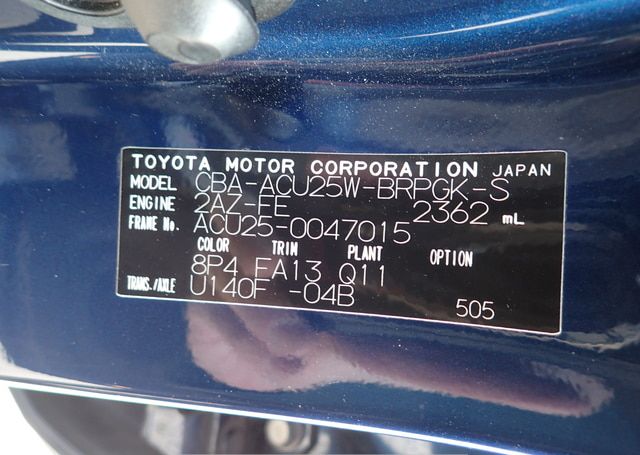 TOYOTA MOTOR CORPORATION JAPAN
MODEL CBA-ACU25W-BRPGK-S
ENGINE 2AZ-FE 2362 mL
FRAME No. ACU25-0047015
COLOR TRIM PLANT OPTION
8P4 FA13 Q11
TRANS./AXLE U140F -04B 505